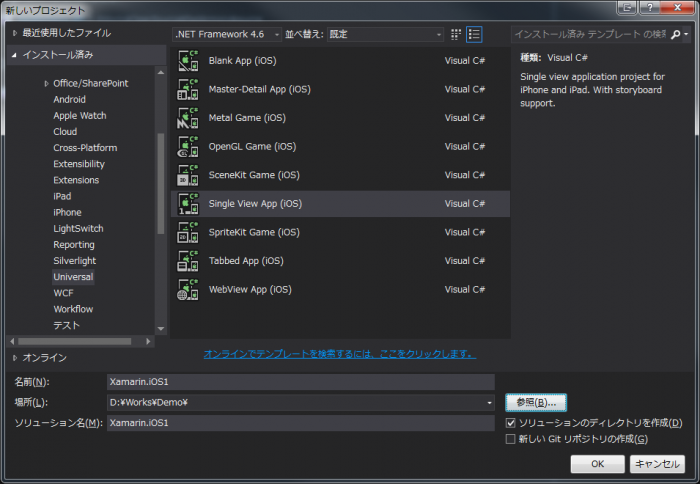 新しいプロジェクト
最近使用したファイル
.NET Framework 4.6 並べ替え: 既定
インストール済み テンプレート の検索
インストール済み
Office/SharePoint
Android
Apple Watch
Cloud
Cross-Platform
Extensibility
Extensions
iPad
iPhone
LightSwitch
Reporting
Silverlight
Universal
WCF
Workflow
テスト
オンライン
Blank App (iOS) Visual C#
Master-Detail App (iOS) Visual C#
Metal Game (iOS) Visual C#
OpenGL Game (iOS) Visual C#
SceneKit Game (iOS) Visual C#
Single View App (iOS) Visual C#
SpriteKit Game (iOS) Visual C#
Tabbed App (iOS) Visual C#
WebView App (iOS) Visual C#
オンラインでテンプレートを検索するには、ここをクリックします。
種類: Visual C#
Single view application project for
iPhone and iPad. With storyboard
support.
名前(N): Xamarin.iOS1
場所(L): D:¥Works¥Demo¥ 参照(B)...
ソリューション名(M): Xamarin.iOS1
ソリューションのディレクトリを作成(D)
新しい Git リポジトリの作成(G)
OK キャンセル